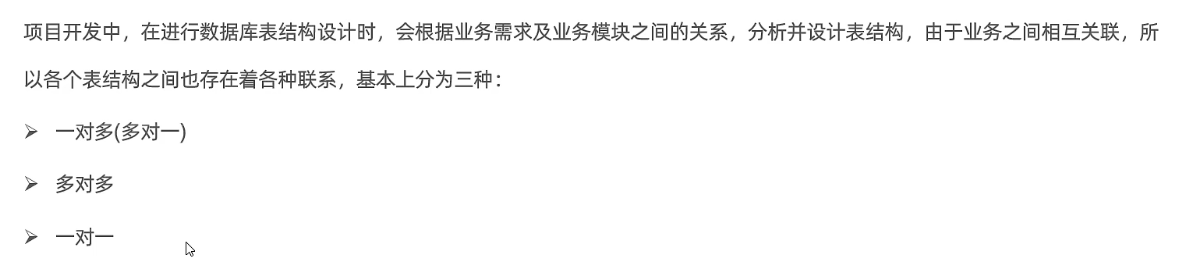 项目开发中，在进行数据库表结构设计时，会根据业务需求及业务模块之间的关系，分析并设计表结构，由于业务之间相互关联，所
以各个表结构之间也存在着各种联系，基本上分为三种：
➢ 一对多(多对一)
➢ 多对多
➢ 一对一